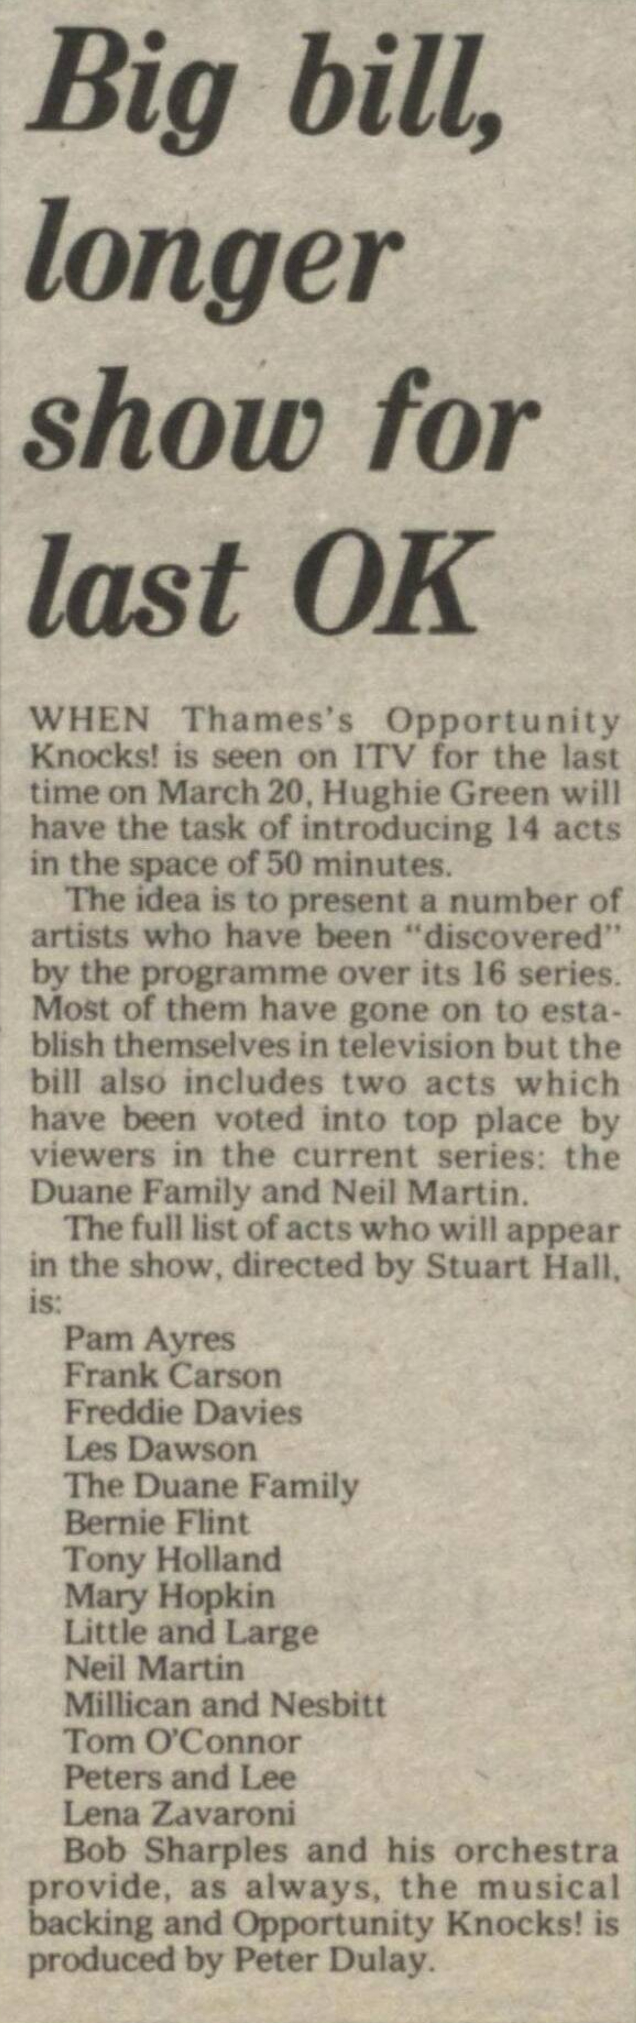 Big bill,
longer
show for
last OK
WHEN Thames's Opportunity
Knocks! is seen on ITV for the last
time on March 20, Hughie Green will
have the task of introducing 14 acts
in the space of 50 minutes.
The idea is to present a number of
artists who have been "discovered"
by the programme over its 16 series.
Most of them have gone on to esta-
blish themselves in television but the
bill also includes two acts which
have been voted into top place by
viewers in the current series: the
Duane Family and Neil Martin.
The full list of acts who will appear
in the show, directed by Stuart Hall,
is:
Pam Ayres
Frank Carson
Freddie Davies
Les Dawson
The Duane Family
Bernie Flint
Tony Holland
Mary Hopkin
Little and Large
Neil Martin
Millican and Nesbitt
Tom O'Connor
Peters and Lee
Lena Zavaroni
Bob Sharples and his orchestra
provide, as always, the musical
backing and Opportunity Knocks! is
produced by Peter Dulay.